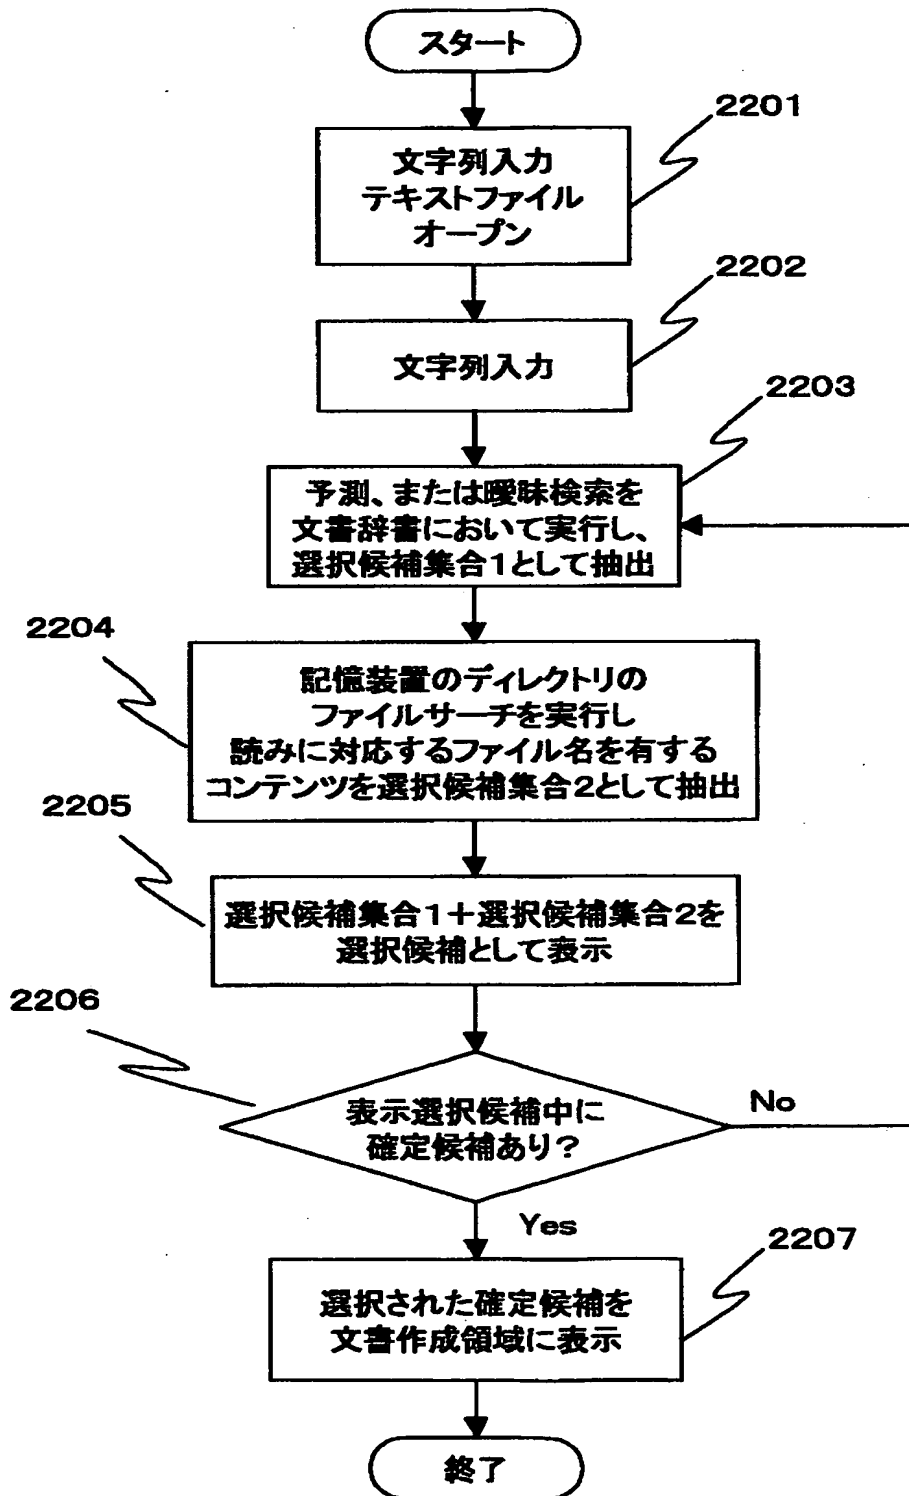 スタート
2201
文字列入力
テキストファイル
オープン
2202
文字列入力
2203
予測、または曖昧検索を
文書辞書において実行し、
選択候補集合1として抽出
2204
記憶装置のディレクトリの
ファイルサーチを実行し
読みに対応するファイル名を有する
コンテンツを選択候補集合2として抽出
2205
選択候補集合1+選択候補集合2を
選択候補として表示
2206
表示選択候補中に
確定候補あり?
No
Yes
2207
選択された確定候補を
文書作成領域に表示
終了